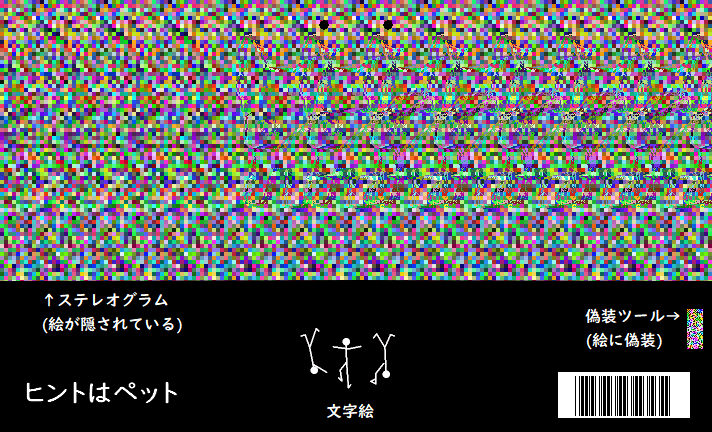 ↑ステレオグラム
(絵が隠されている)
偽装ツール→
(絵に偽装)
ヒントはペット
文字絵